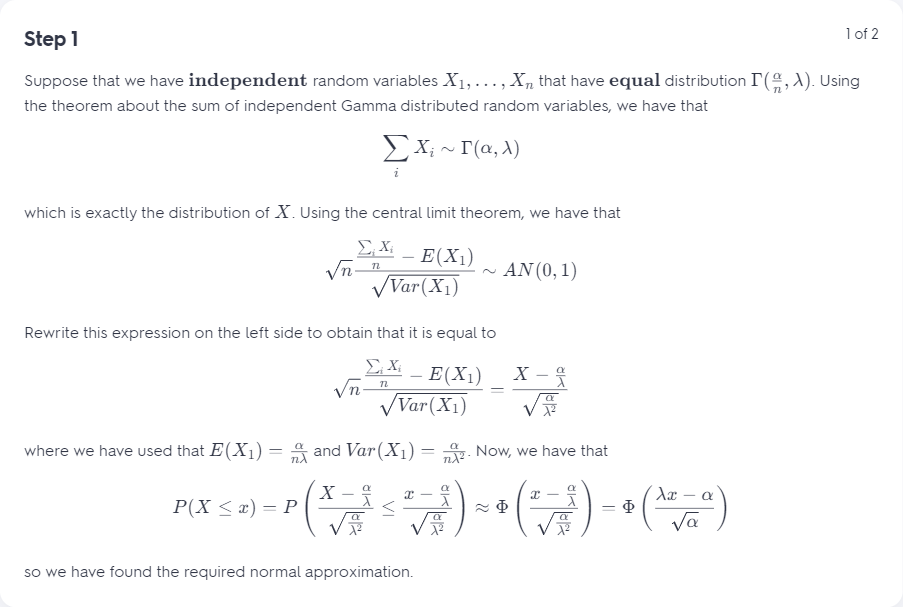 Step 1
1 of 2
Suppose that we have independent random variables X₁, . . . , Xₙ that have equal distribution Γ(α/n, λ). Using
the theorem about the sum of independent Gamma distributed random variables, we have that
∑ᵢ Xᵢ ∼ Γ(α, λ)
which is exactly the distribution of X. Using the central limit theorem, we have that
√n (∑ᵢ Xᵢ/n − E(X₁))/√Var(X₁) ∼ AN(0, 1)
Rewrite this expression on the left side to obtain that it is equal to
√n (∑ᵢ Xᵢ/n − E(X₁))/√Var(X₁) = (X − α/λ)/√(α/λ²)
where we have used that E(X₁) = α/nλ and Var(X₁) = α/nλ². Now, we have that
P(X ≤ x) = P((X − α/λ)/√(α/λ²) ≤ (x − α/λ)/√(α/λ²)) ≈ Φ((x − α/λ)/√(α/λ²)) = Φ((λx − α)/√α)
so we have found the required normal approximation.